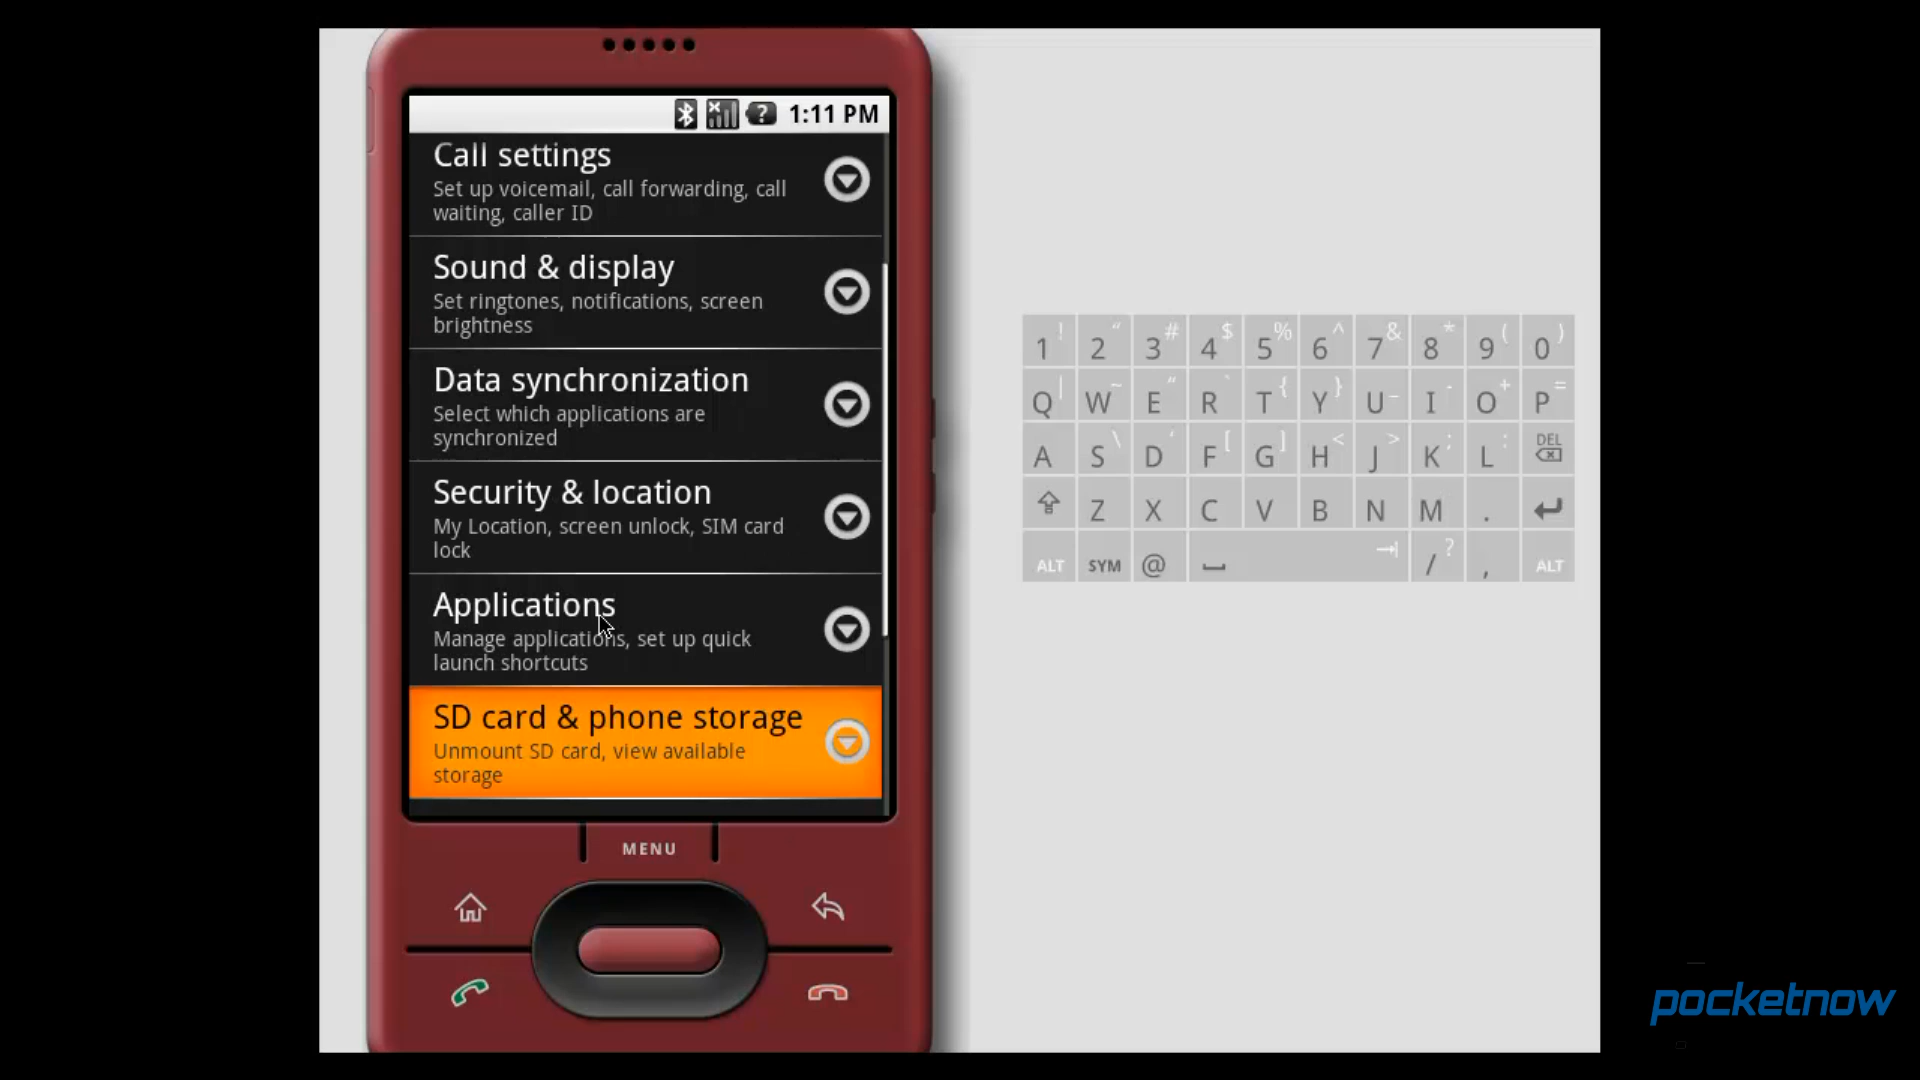 1:11 PM
Call settings
Set up voicemail, call forwarding, call
waiting, caller ID
Sound & display
Set ringtones, notifications, screen
brightness
Data synchronization
Select which applications are
synchronized
Security & location
My Location, screen unlock, SIM card
lock
Applications
Manage applications, set up quick
launch shortcuts
SD card & phone storage
Unmount SD card, view available
storage
MENU
1 ! 2 " 3 # 4 $ 5 % 6 ^ 7 & 8 * 9 ( 0 )
Q | W ~ E " R ` T { Y } U _ I - O + P =
A S \ D ' F [ G ] H < J > K ; L : DEL
Z X C V B N M .
ALT SYM @ / ? , ALT
pocketnow